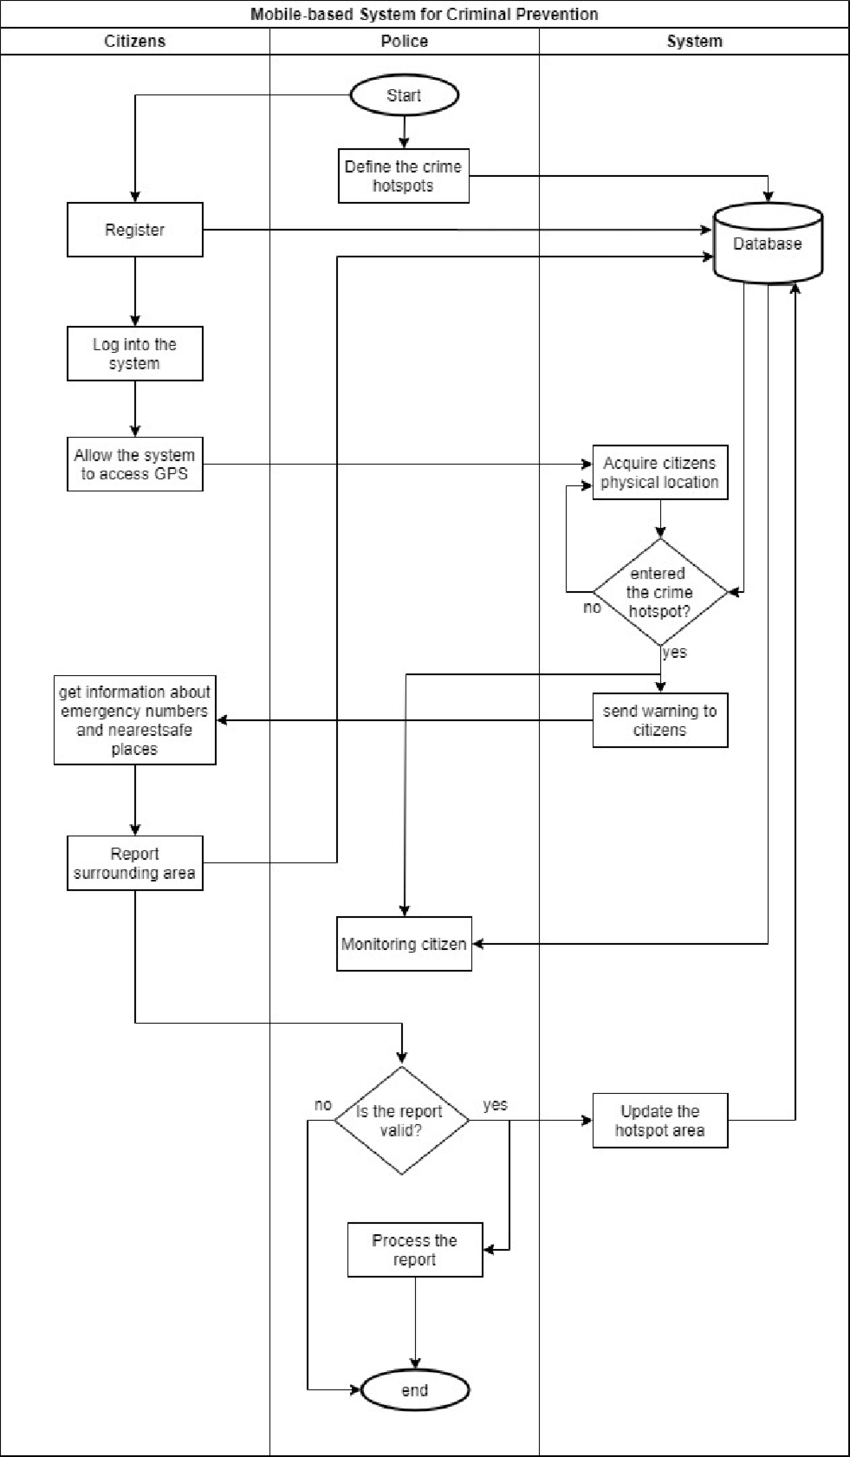 Mobile-based System for Criminal Prevention
Citizens
Police
System
Start
Define the crime
hotspots
Register
Database
Log into the
system
Allow the system
to access GPS
Acquire citizens
physical location
entered
the crime
hotspot?
no
yes
get information about
emergency numbers
and nearestsafe
places
send warning to
citizens
Report
surrounding area
Monitoring citizen
no
Is the report
valid?
yes
Update the
hotspot area
Process the
report
end